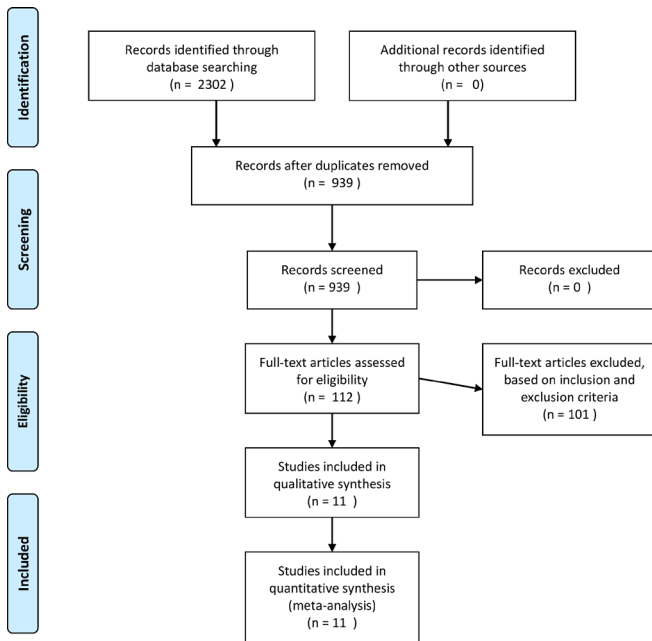 Identification
Records identified through
database searching
(n = 2302 )
Additional records identified
through other sources
(n = 0)
Records after duplicates removed
(n = 939)
Screening
Records screened
(n = 939 )
Records excluded
(n = 0 )
Eligibility
Full-text articles assessed
for eligibility
(n = 112 )
Full-text articles excluded,
based on inclusion and
exclusion criteria
(n = 101 )
Studies included in
qualitative synthesis
(n = 11 )
Included
Studies included in
quantitative synthesis
(meta-analysis)
(n = 11 )